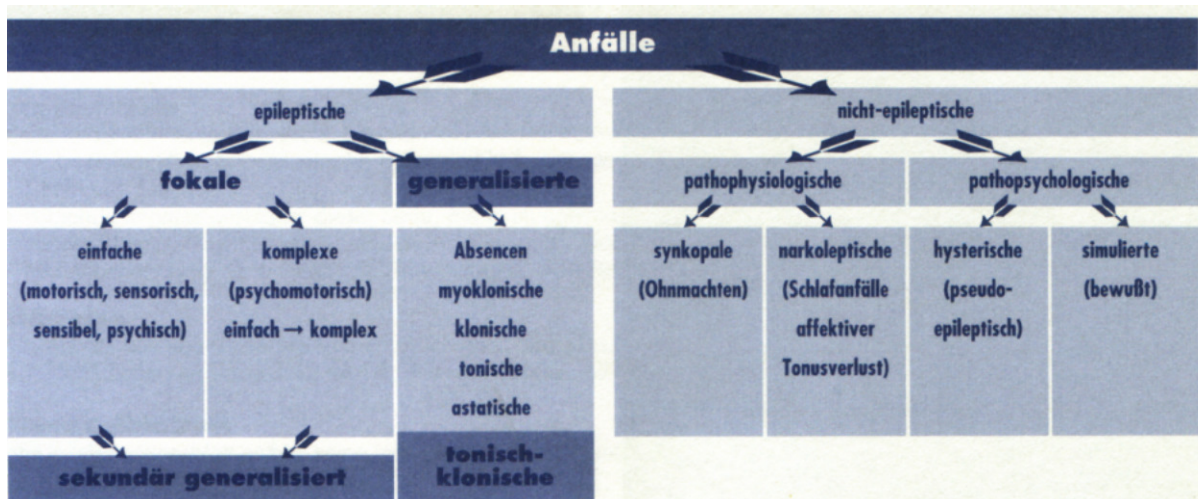 Anfälle
epileptische
nicht-epileptische
fokale
generalisierte
pathophysiologische
pathopsychologische
einfache
(motorisch, sensorisch,
sensibel, psychisch)
komplexe
(psychomotorisch)
einfach → komplex
Absencen
myoklonische
klonische
tonische
astatische
synkopale
(Ohnmachten)
narkoleptische
(Schlafanfälle
affektiver
Tonusverlust)
hysterische
(pseudo-
epileptisch)
simulierte
(bewußt)
sekundär generalisiert
tonisch-
klonische